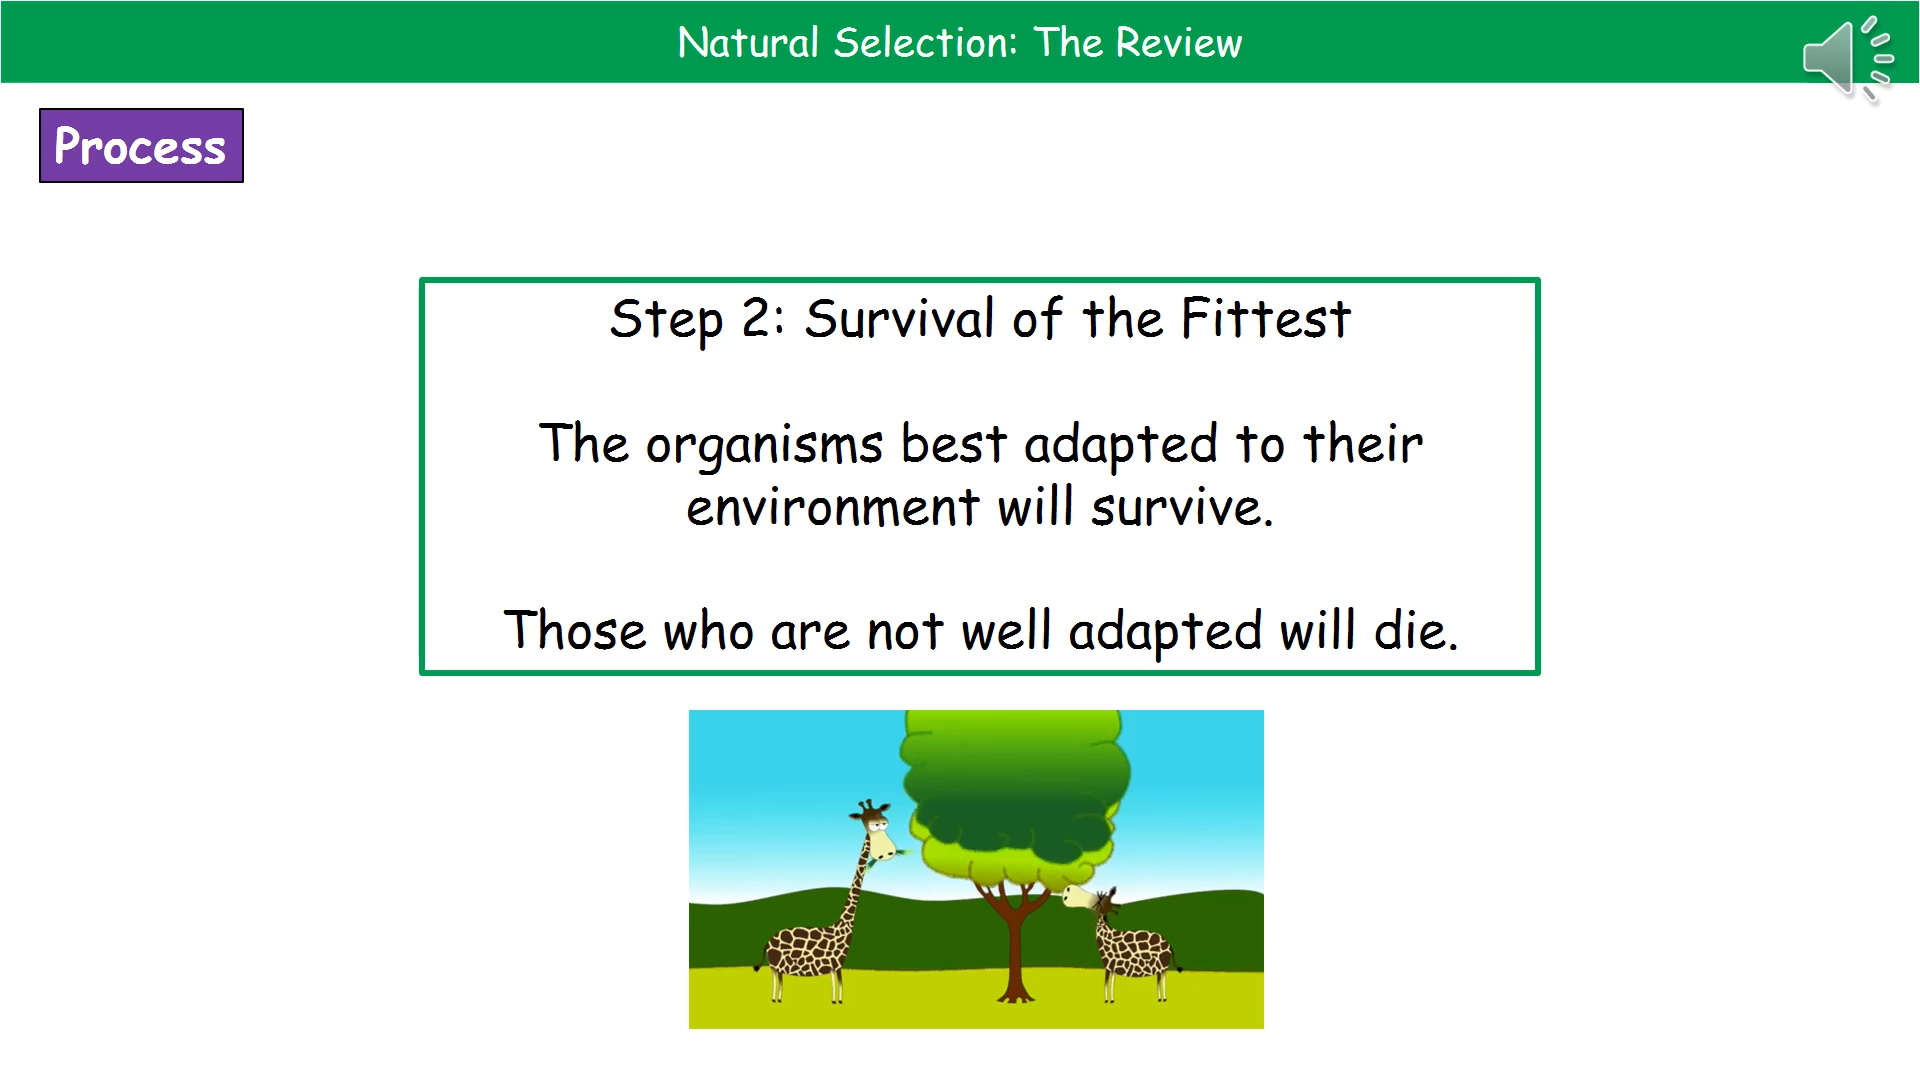 Natural Selection: The Review
Process
Step 2: Survival of the Fittest
The organisms best adapted to their
environment will survive.
Those who are not well adapted will die.